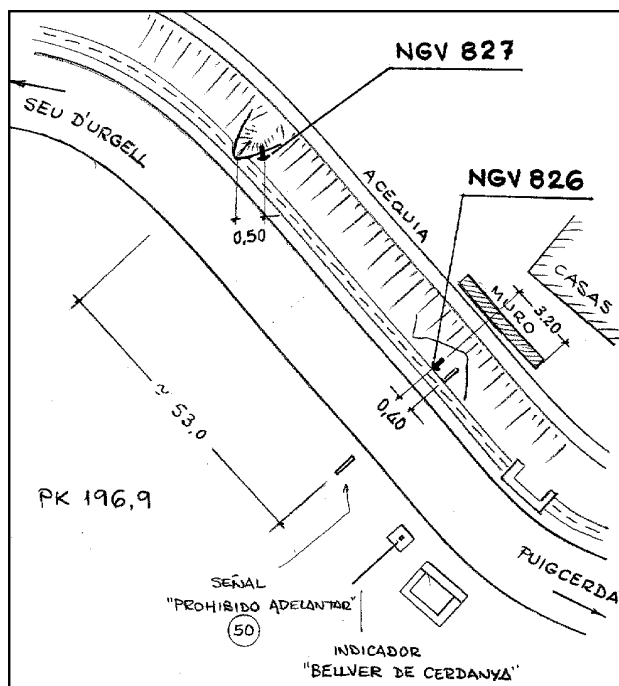 NGV 827
SEU D'URGELL
ACEQUIA
NGV 826
0,50
CASAS
MURO
3,20
0,40
≈ 53,0
PK 196,9
SEÑAL
"PROHIBIDO ADELANTAR"
50
PUIGCERDA
INDICADOR
"BELLVER DE CERDANYA"